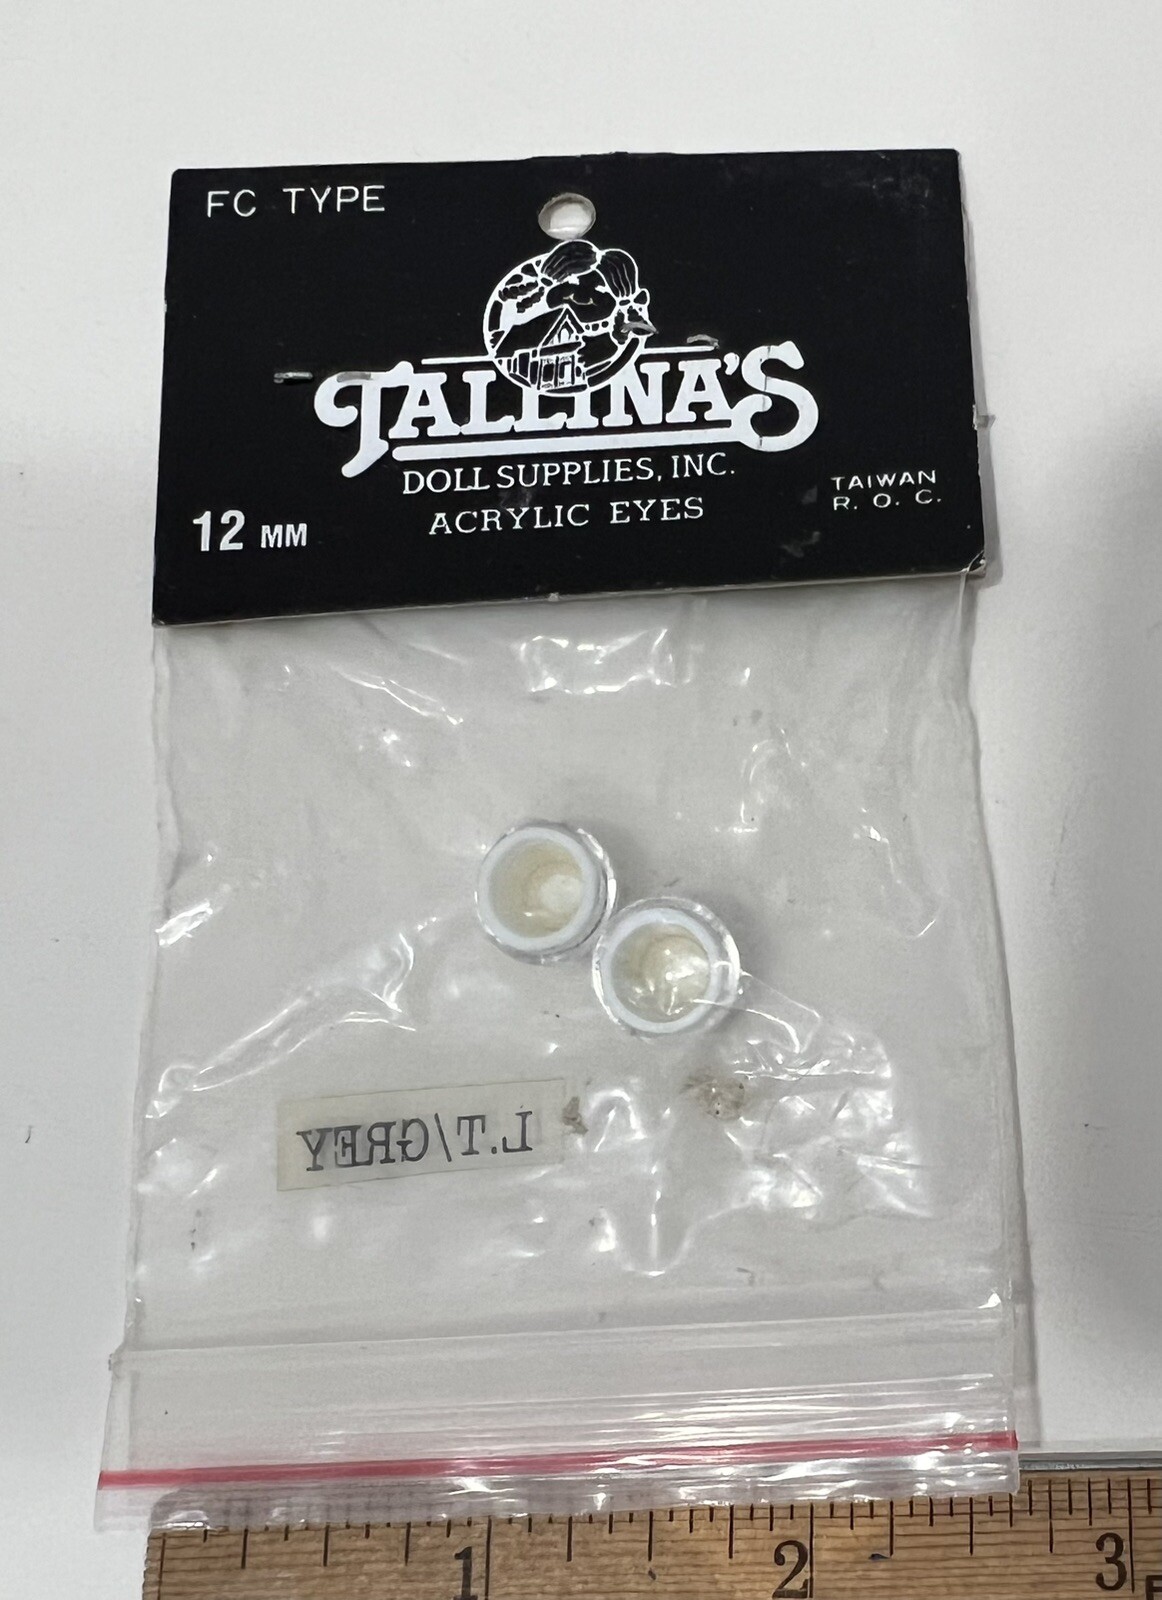 FC TYPE
TALLINA'S
DOLL SUPPLIES, INC.
ACRYLIC EYES
12 MM
TAIWAN
R. O. C.
L.T/GREY
1 2 3